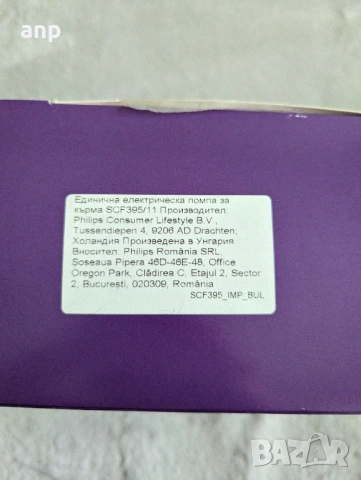 anp
Единична електрическа помпа за
кърма SCF395/11 Производител:
Philips Consumer Lifestyle B.V.,
Tussendiepen 4, 9206 AD Drachten;
Холандия Произведена в Унгария
Вносител: Philips România SRL,
Soseaua Pipera 46D-46E-48, Office
Oregon Park, Clădirea C, Etajul 2, Sector
2, Bucuresti, 020309, România
SCF395_IMP_BUL
BAZAR